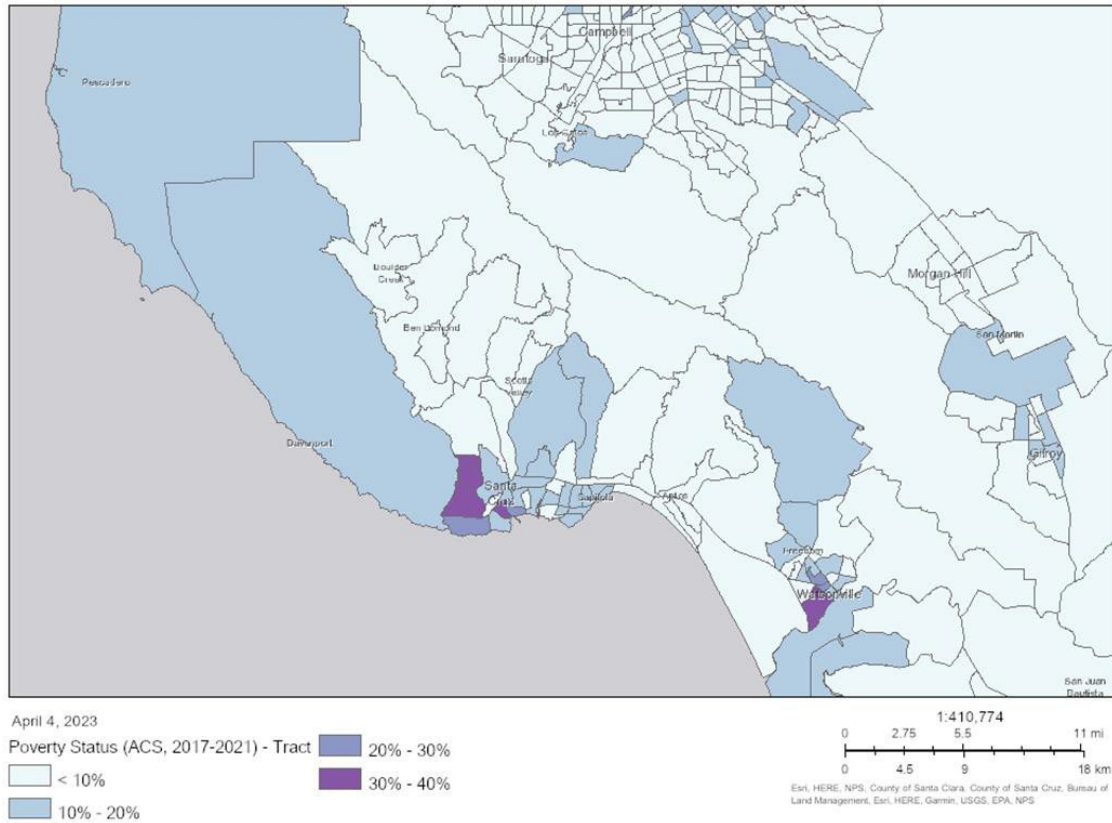 Campbell
Saratoga
Pescadero
Los Gatos
Morgan Hill
Boulder
Creek
Ben Lomond
San Martin
Scotts
Valley
Davenport
Gilroy
Santa
Cruz
Capitola
Aptos
Freedom
Watsonville
San Juan
Bautista
April 4, 2023
Poverty Status (ACS, 2017-2021) - Tract
< 10%
10% - 20%
20% - 30%
30% - 40%
1:410,774
0 2.75 5.5 11 mi
0 4.5 9 18 km
Esri, HERE, NPS, County of Santa Clara, County of Santa Cruz, Bureau of
Land Management, Esri, HERE, Garmin, USGS, EPA, NPS